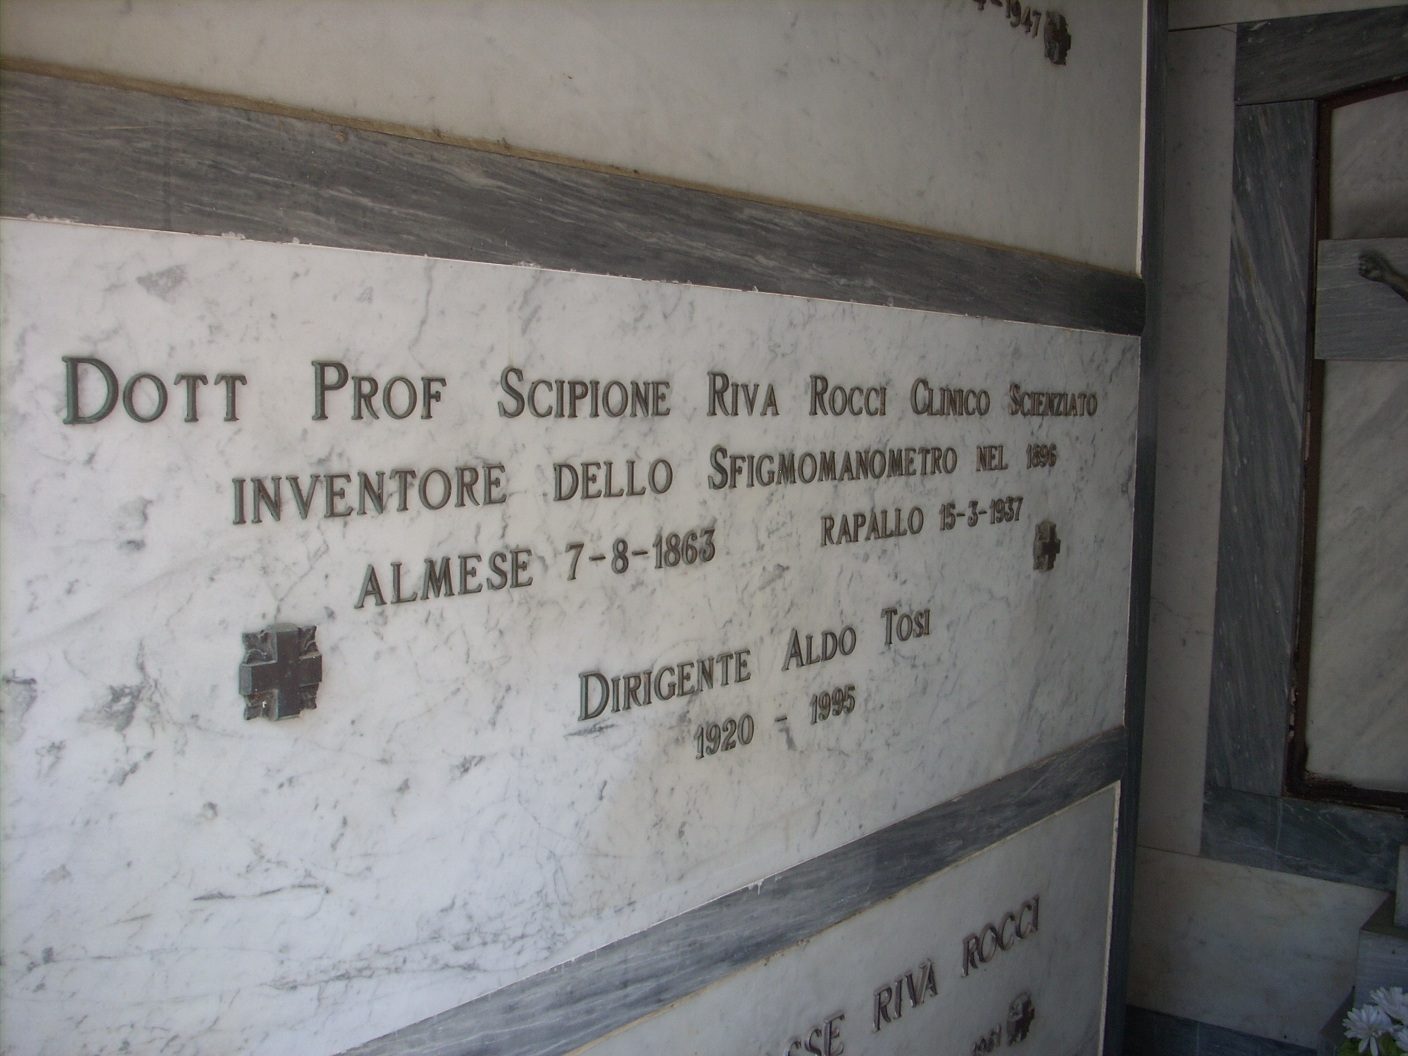 1947
DOTT PROF SCIPIONE RIVA ROCCI CLINICO SCIENZIATO
INVENTORE DELLO SFIGMOMANOMETRO NEL 1896
ALMESE 7-8-1863 RAPALLO 15-3-1937
DIRIGENTE ALDO TOSI
1920 - 1995
RIVA ROCCI